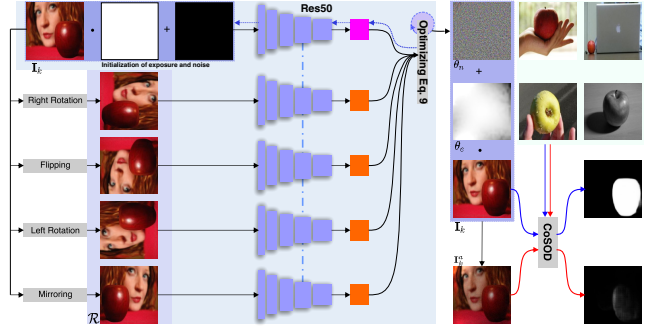 Res50
I_k
Initialization of exposure and noise
Optimizing Eq. 9
Right Rotation
Flipping
Left Rotation
Mirroring
R
θ_n
+
θ_e
I_k
I_k^a
CoSOD